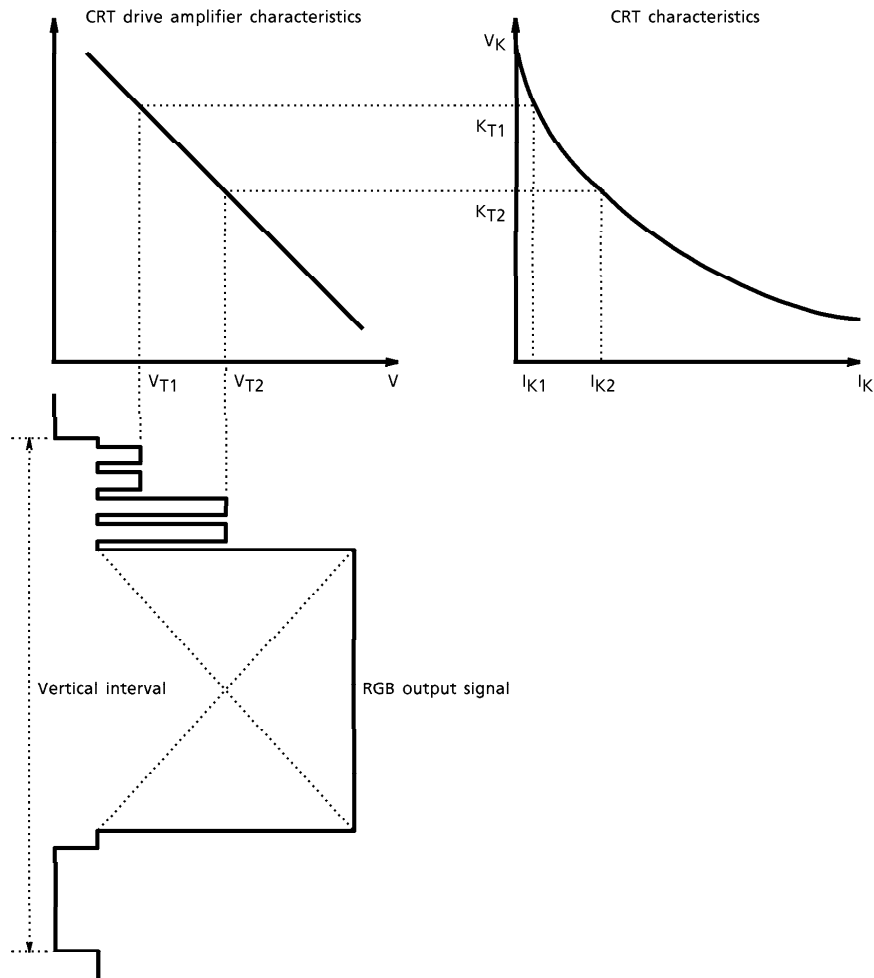 CRT drive amplifier characteristics
CRT characteristics
VK
KT1
KT2
VT1
VT2
V
IK1
IK2
IK
Vertical interval
RGB output signal